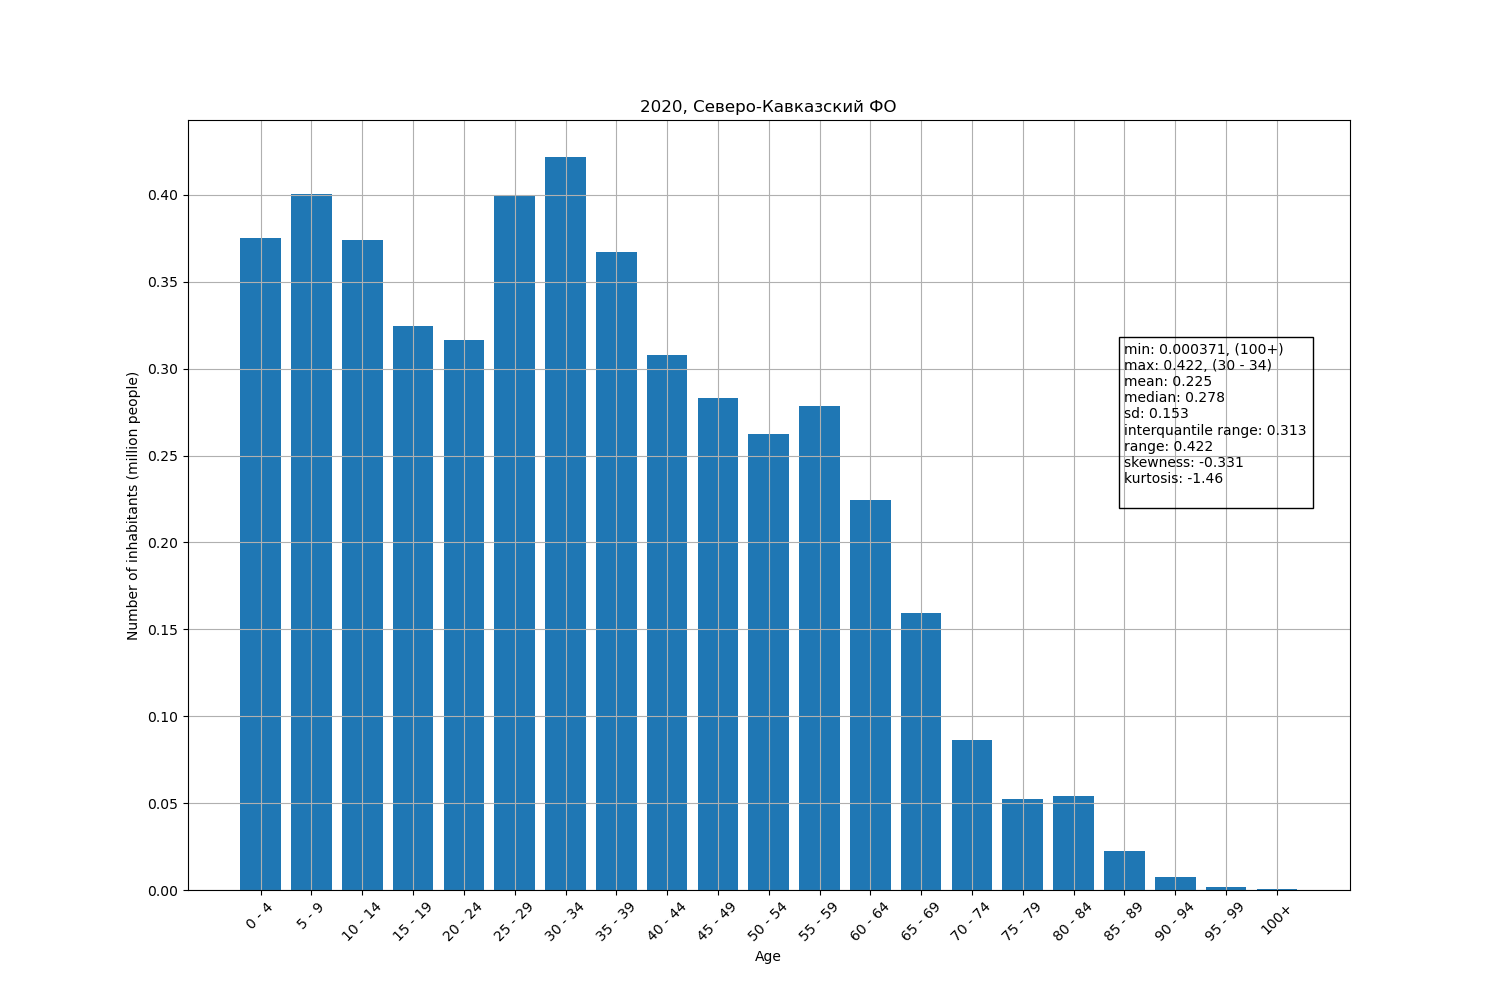 2020, Северо-Кавказский ФО
Number of inhabitants (million people)
0.40
0.35
0.30
0.25
0.20
0.15
0.10
0.05
0.00
min: 0.000371, (100+)
max: 0.422, (30 - 34)
mean: 0.225
median: 0.278
sd: 0.153
interquantile range: 0.313
range: 0.422
skewness: -0.331
kurtosis: -1.46
0 - 4
5 - 9
10 - 14
15 - 19
20 - 24
25 - 29
30 - 34
35 - 39
40 - 44
45 - 49
50 - 54
55 - 59
60 - 64
65 - 69
70 - 74
75 - 79
80 - 84
85 - 89
90 - 94
95 - 99
100+
Age